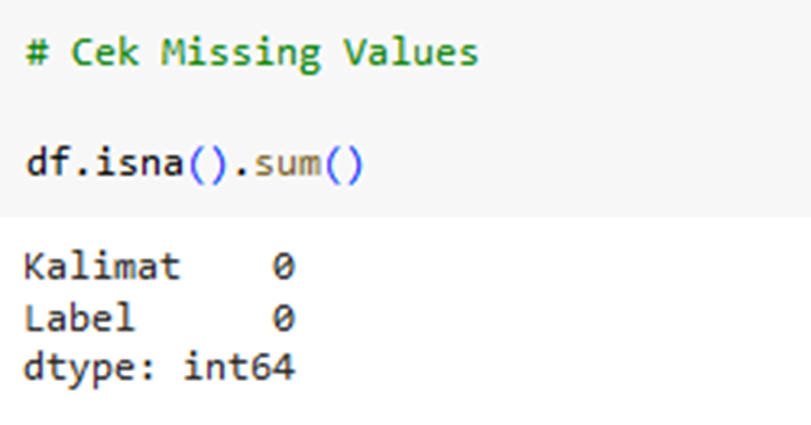 # Cek Missing Values
df.isna().sum()
Kalimat    0
Label      0
dtype: int64